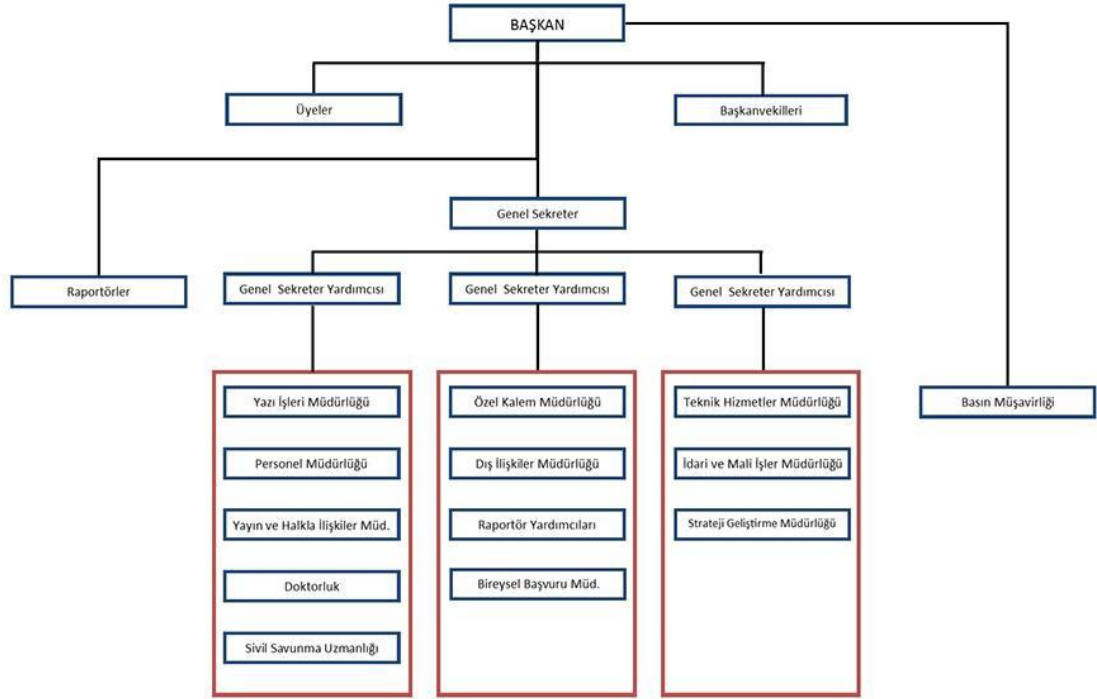 BAŞKAN
Üyeler
Başkanvekilleri
Genel Sekreter
Raportörler
Genel Sekreter Yardımcısı
Genel Sekreter Yardımcısı
Genel Sekreter Yardımcısı
Yazı İşleri Müdürlüğü
Özel Kalem Müdürlüğü
Teknik Hizmetler Müdürlüğü
Basın Müşavirliği
Personel Müdürlüğü
Dış İlişkiler Müdürlüğü
İdari ve Mali İşler Müdürlüğü
Yayın ve Halkla İlişkiler Müd.
Raportör Yardımcıları
Strateji Geliştirme Müdürlüğü
Doktorluk
Bireysel Başvuru Müd.
Sivil Savunma Uzmanlığı